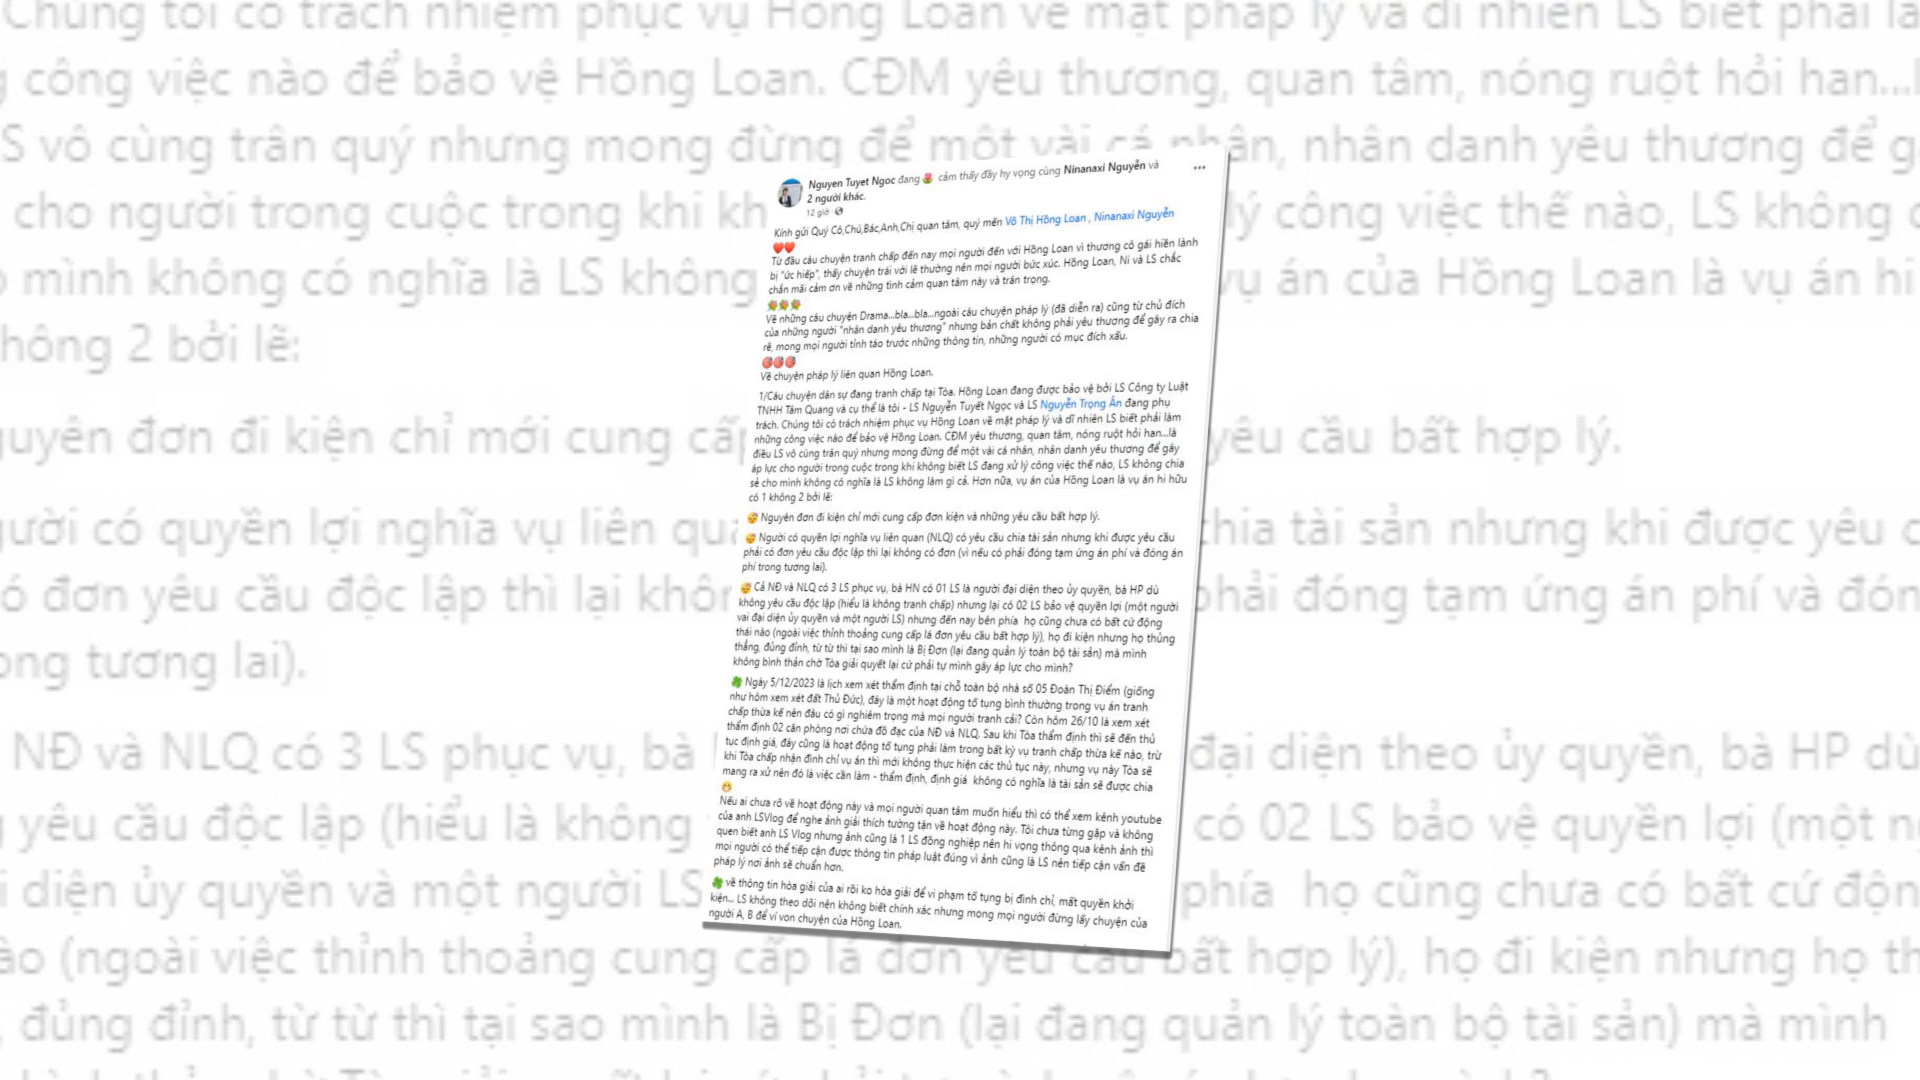 Chúng tôi có trách nhiệm phục vụ Hồng Loan về mặt pháp lý và dĩ nhiên LS biết phải là
công việc nào để bảo vệ Hồng Loan. CĐM yêu thương, quan tâm, nóng ruột hỏi han...
S vô cùng trân quý nhưng mong đừng để một vài cá nhân, nhân danh yêu thương để g
cho người trong cuộc trong khi kh lý công việc thế nào, LS không c
mình không có nghĩa là LS không vụ án của Hồng Loan là vụ án hi
hông 2 bởi lẽ:
guyên đơn đi kiện chỉ mới cung cấp yêu cầu bất hợp lý.
gười có quyền lợi nghĩa vụ liên qua chia tài sản nhưng khi được yêu c
ó đơn yêu cầu độc lập thì lại khôn phải đóng tạm ứng án phí và đón
ong tương lai).
NĐ và NLQ có 3 LS phục vụ, bà đại diện theo ủy quyền, bà HP dù
yêu cầu độc lập (hiểu là không có 02 LS bảo vệ quyền lợi (một n
i diện ủy quyền và một người LS phía họ cũng chưa có bất cứ độn
ào (ngoài việc thỉnh thoảng cung cấp lá đơn yêu cầu bất hợp lý), họ đi kiện nhưng họ th
, đủng đỉnh, từ từ thì tại sao mình là Bị Đơn (lại đang quản lý toàn bộ tài sản) mà mình
Nguyen Tuyet Ngoc đang 🌷 cảm thấy đầy hy vọng cùng Ninanaxi Nguyễn và
2 người khác.
12 giờ
Kính gửi Quý Cô,Chú,Bác,Anh,Chị quan tâm, quý mến Võ Thị Hồng Loan , Ninanaxi Nguyễn
❤️❤️
Từ đầu câu chuyện tranh chấp đến nay mọi người đến với Hồng Loan vì thương cô gái hiền lành
bị "ức hiếp", thấy chuyện trái với lẽ thường nên mọi người bức xúc. Hồng Loan, Ni và LS chắc
chắn mãi cảm ơn về những tình cảm quan tâm này và trân trọng.
💐💐💐
Về những câu chuyện Drama...bla...bla...ngoài câu chuyện pháp lý (đã diễn ra) cũng từ chủ đích
của những người "nhân danh yêu thương" nhưng bản chất không phải yêu thương để gây ra chia
rẽ, mong mọi người tỉnh táo trước những thông tin, những người có mục đích xấu.
🎯🎯🎯
Về chuyện pháp lý liên quan Hồng Loan.
1/Câu chuyện dân sự đang tranh chấp tại Tòa. Hồng Loan đang được bảo vệ bởi LS Công ty Luật
TNHH Tâm Quang và cụ thể là tôi - LS Nguyễn Tuyết Ngọc và LS Nguyễn Trọng Ân đang phụ
trách. Chúng tôi có trách nhiệm phục vụ Hồng Loan về mặt pháp lý và dĩ nhiên LS biết phải làm
những công việc nào để bảo vệ Hồng Loan. CĐM yêu thương, quan tâm, nóng ruột hỏi han...là
điều LS vô cùng trân quý nhưng mong đừng để một vài cá nhân, nhân danh yêu thương để gây
áp lực cho người trong cuộc trong khi không biết LS đang xử lý công việc thế nào, LS không chia
sẻ cho mình không có nghĩa là LS không làm gì cả. Hơn nữa, vụ án của Hồng Loan là vụ án hi hữu
có 1 không 2 bởi lẽ:
😴 Nguyên đơn đi kiện chỉ mới cung cấp đơn kiện và những yêu cầu bất hợp lý.
😴 Người có quyền lợi nghĩa vụ liên quan (NLQ) có yêu cầu chia tài sản nhưng khi được yêu cầu
phải có đơn yêu cầu độc lập thì lại không có đơn (vì nếu có phải đóng tạm ứng án phí và đóng án
phí trong tương lai).
😴 Cả NĐ và NLQ có 3 LS phục vụ, bà HN có 01 LS là người đại diện theo ủy quyền, bà HP dù
không yêu cầu độc lập (hiểu là không tranh chấp) nhưng lại có 02 LS bảo vệ quyền lợi (một người
vai đại diện ủy quyền và một người LS) nhưng đến nay bên phía họ cũng chưa có bất cứ động
thái nào (ngoài việc thỉnh thoảng cung cấp lá đơn yêu cầu bất hợp lý), họ đi kiện nhưng họ thủng
thẳng, đủng đỉnh, từ từ thì tại sao mình là Bị Đơn (lại đang quản lý toàn bộ tài sản) mà mình
không bình thản chờ Tòa giải quyết lại cứ phải tự mình gây áp lực cho mình?
🍀 Ngày 5/12/2023 là lịch xem xét thẩm định tại chỗ toàn bộ nhà số 05 Đoàn Thị Điểm (giống
như hôm xem xét đất Thủ Đức), đây là một hoạt động tố tụng bình thường trong vụ án tranh
chấp thừa kế nên đâu có gì nghiêm trọng mà mọi người tranh cãi? Còn hôm 26/10 là xem xét
thẩm định 02 căn phòng nơi chứa đồ đạc của NĐ và NLQ. Sau khi Tòa thẩm định thì sẽ đến thủ
tục định giá, đây cũng là hoạt động tố tụng phải làm trong bất kỳ vụ tranh chấp thừa kế nào, trừ
khi Tòa chấp nhận đình chỉ vụ án thì mới không thực hiện các thủ tục này, nhưng vụ này Tòa sẽ
mang ra xử nên đó là việc cần làm - thẩm định, định giá không có nghĩa là tài sản sẽ được chia
😁
Nếu ai chưa rõ về hoạt động này và mọi người quan tâm muốn hiểu thì có thể xem kênh youtube
của anh LSVlog để nghe ảnh giải thích tường tận về hoạt động này. Tôi chưa từng gặp và không
quen biết anh LS Vlog nhưng ảnh cũng là 1 LS đồng nghiệp nên hi vọng thông qua kênh ảnh thì
mọi người có thể tiếp cận được thông tin pháp luật đúng vì ảnh cũng là LS nên tiếp cận vấn đề
pháp lý nơi ảnh sẽ chuẩn hơn.
🍀 về thông tin hòa giải của ai rồi ko hòa giải để vi phạm tố tụng bị đình chỉ, mất quyền khởi
kiện... LS không theo dõi nên không biết chính xác nhưng mong mọi người đừng lấy chuyện của
người A, B để ví von chuyện của Hồng Loan.